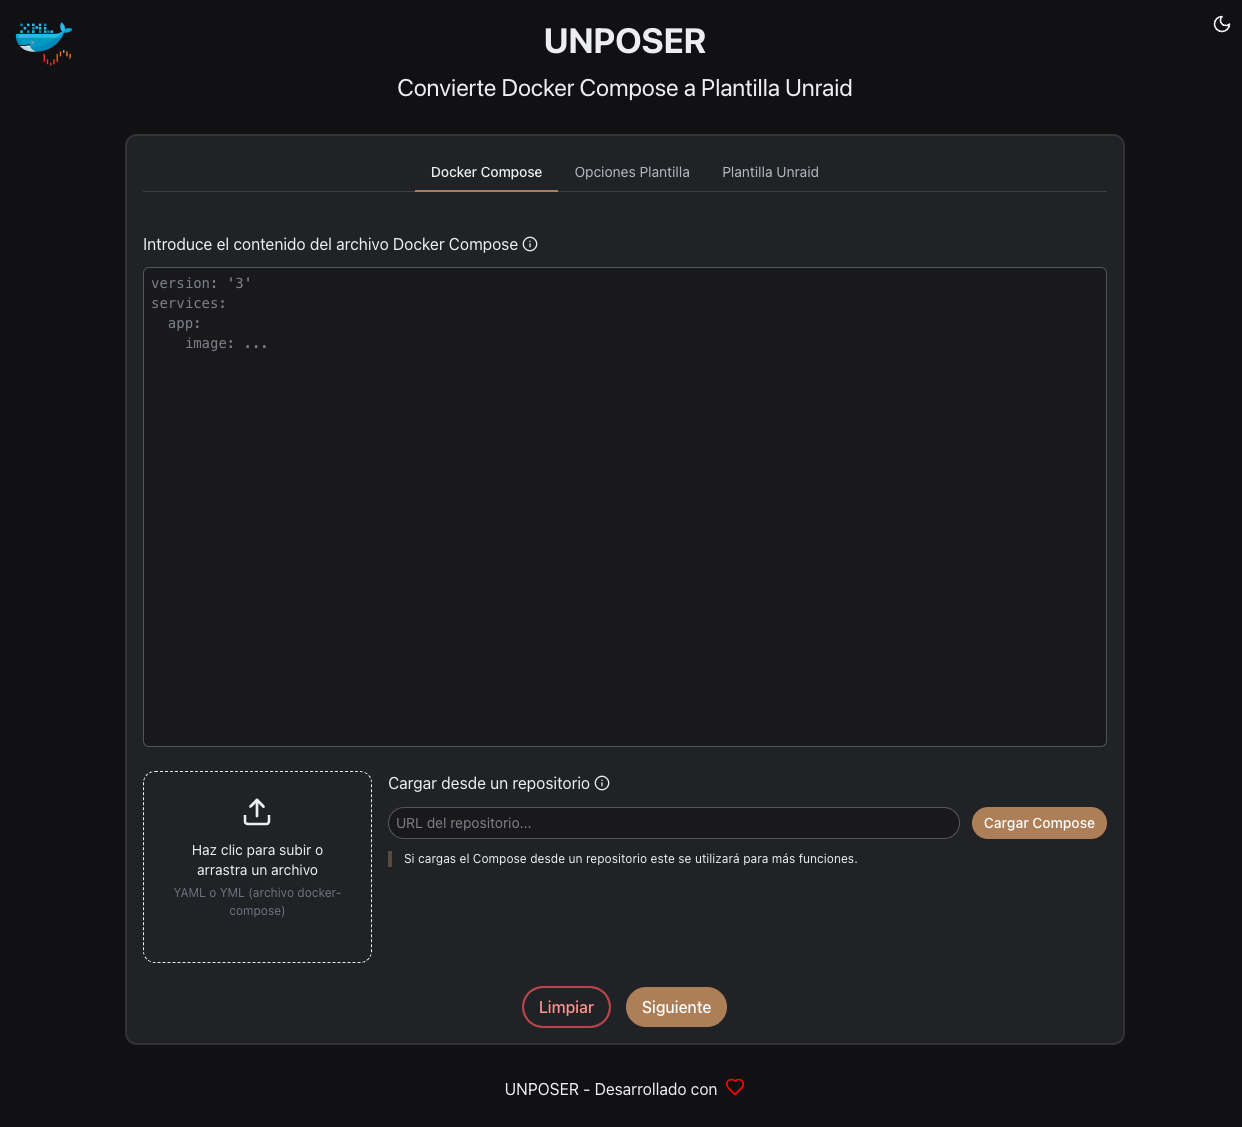 UNPOSER
Convierte Docker Compose a Plantilla Unraid
Docker Compose
Opciones Plantilla
Plantilla Unraid
Introduce el contenido del archivo Docker Compose
version: '3'
services:
  app:
    image: ...
Haz clic para subir o
arrastra un archivo
YAML o YML (archivo docker-
compose)
Cargar desde un repositorio
URL del repositorio...
Cargar Compose
Si cargas el Compose desde un repositorio este se utilizará para más funciones.
Limpiar
Siguiente
UNPOSER - Desarrollado con